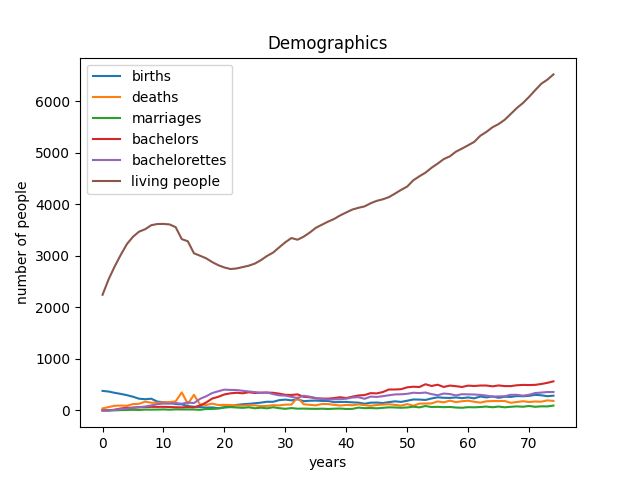 Demographics
births
deaths
marriages
bachelors
bachelorettes
living people
number of people
6000
5000
4000
3000
2000
1000
0
0 10 20 30 40 50 60 70
years